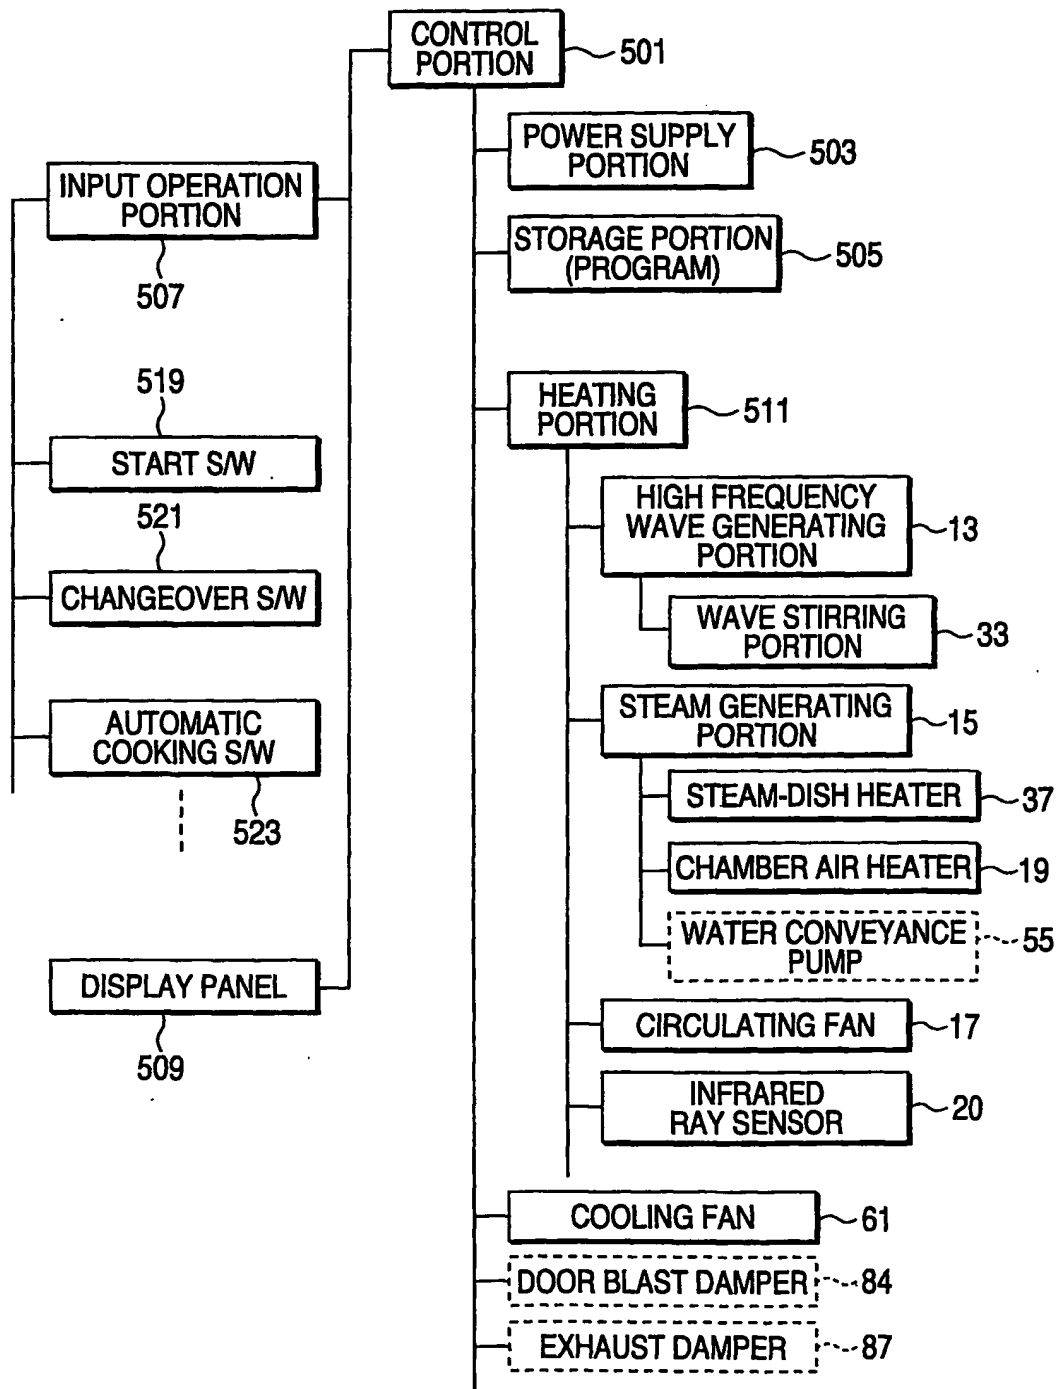 CONTROL
PORTION
501
POWER SUPPLY
PORTION
503
INPUT OPERATION
PORTION
507
STORAGE PORTION
(PROGRAM)
505
519
START S/W
521
CHANGEOVER S/W
AUTOMATIC
COOKING S/W
523
DISPLAY PANEL
509
HEATING
PORTION
511
HIGH FREQUENCY
WAVE GENERATING
PORTION
13
WAVE STIRRING
PORTION
33
STEAM GENERATING
PORTION
15
STEAM-DISH HEATER
37
CHAMBER AIR HEATER
19
WATER CONVEYANCE
PUMP
55
CIRCULATING FAN
17
INFRARED
RAY SENSOR
20
COOLING FAN
61
DOOR BLAST DAMPER
84
EXHAUST DAMPER
87